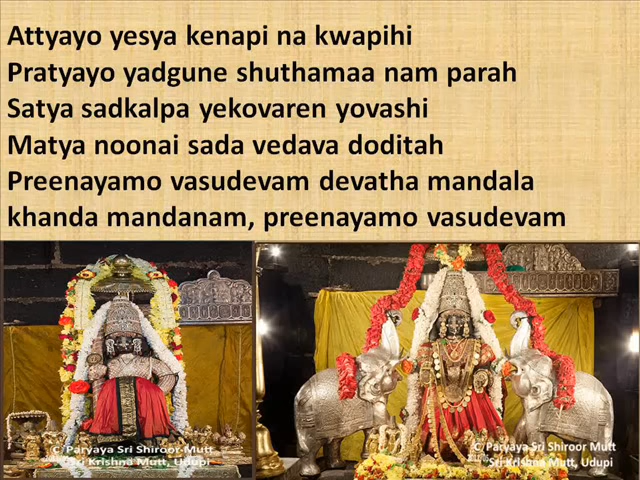 Attyayo yesya kenapi na kwapihi
Pratyayo yadgune shuthamaa nam parah
Satya sadkalpa yekovaren yovashi
Matya noonai sada vedava doditah
Preenayamo vasudevam devatha mandala
khanda mandanam, preenayamo vasudevam
© Paryaya Sri Shiroor Mutt
Sri Krishna Mutt, Udupi
© Paryaya Sri Shiroor Mutt
Sri Krishna Mutt, Udupi